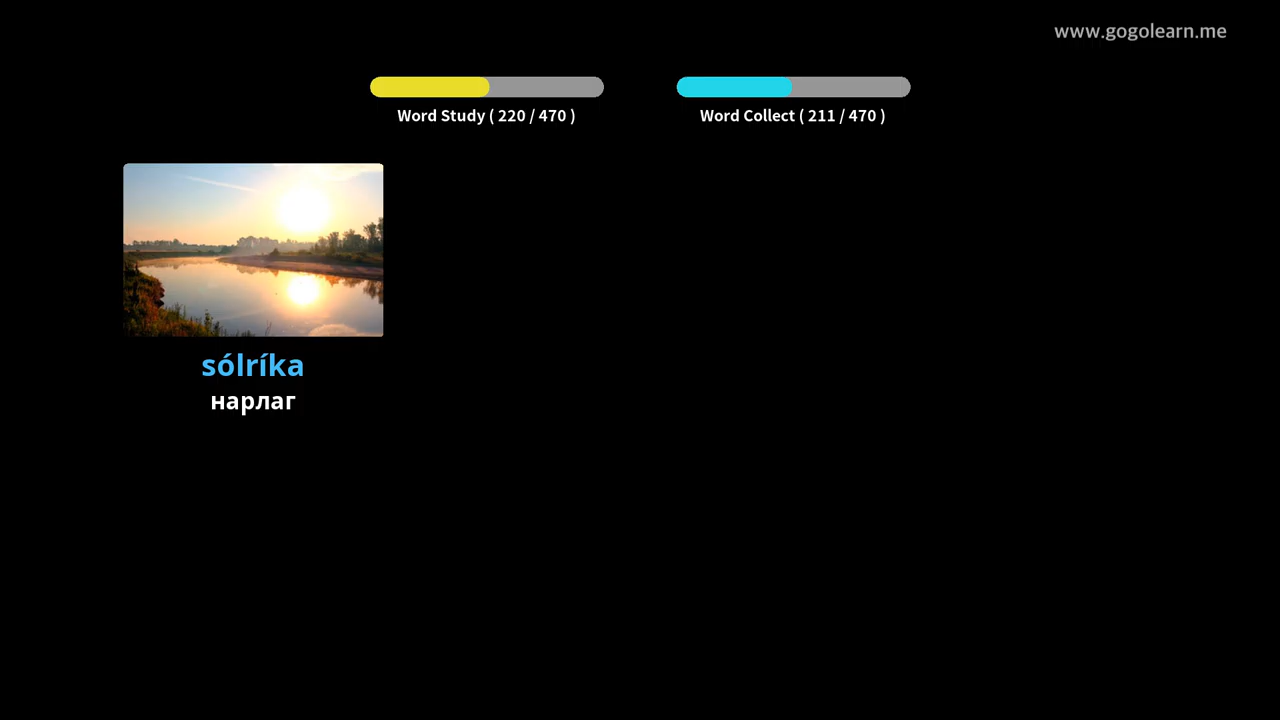 www.gogolearn.me
Word Study ( 220 / 470 )
Word Collect ( 211 / 470 )
sólríka
нарлаг